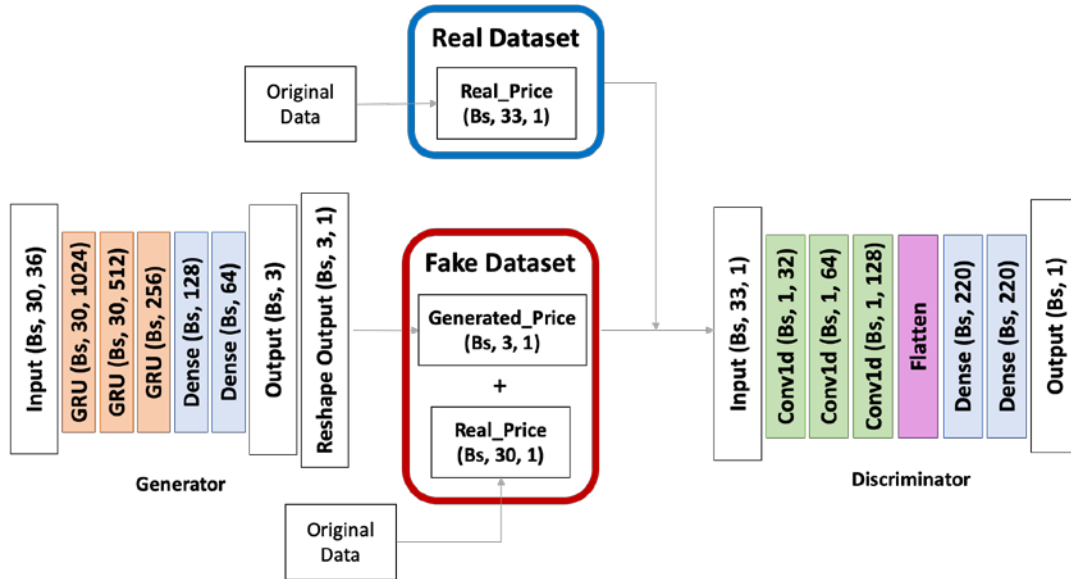 Real Dataset
Original
Data
Real_Price
(Bs, 33, 1)
Input (Bs, 30, 36)
GRU (Bs, 30, 1024)
GRU (Bs, 30, 512)
GRU (Bs, 256)
Dense (Bs, 128)
Dense (Bs, 64)
Output (Bs, 3)
Reshape Output (Bs, 3, 1)
Generator
Fake Dataset
Generated_Price
(Bs, 3, 1)
+
Real_Price
(Bs, 30, 1)
Original
Data
Input (Bs, 33, 1)
Conv1d (Bs, 1, 32)
Conv1d (Bs, 1, 64)
Conv1d (Bs, 1, 128)
Flatten
Dense (Bs, 220)
Dense (Bs, 220)
Output (Bs, 1)
Discriminator